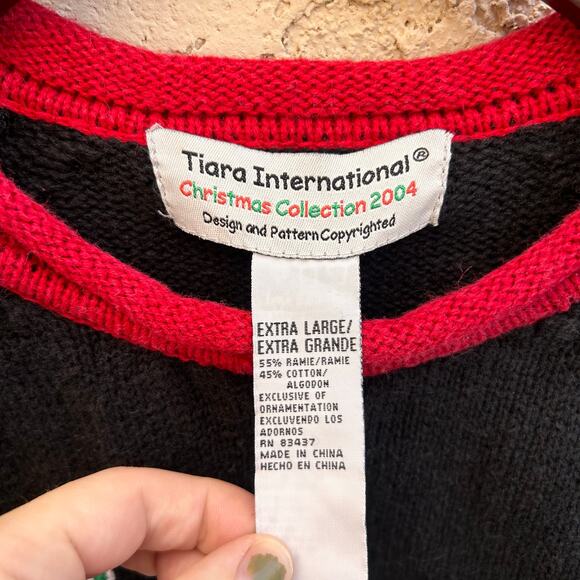 Tiara International®
Christmas Collection 2004
Design and Pattern Copyrighted
EXTRA LARGE/
EXTRA GRANDE
55% RAMIE/RAMIE
45% COTTON/
ALGODON
EXCLUSIVE OF
ORNAMENTATION
EXCLUYENDO LOS
ADORNOS
RN 83437
MADE IN CHINA
HECHO EN CHINA